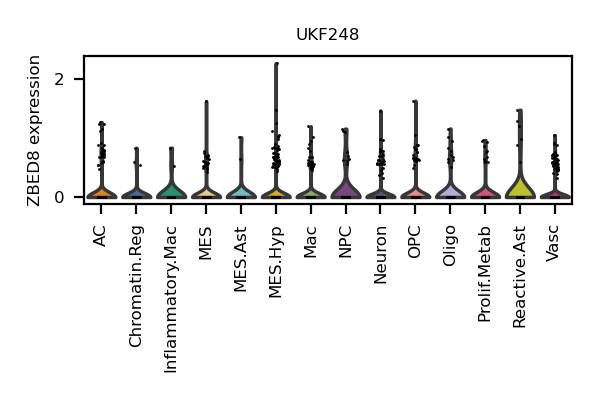 UKF248
ZBED8 expression
2
0
AC
Chromatin.Reg
Inflammatory.Mac
MES
MES.Ast
MES.Hyp
Mac
NPC
Neuron
OPC
Oligo
Prolif.Metab
Reactive.Ast
Vasc